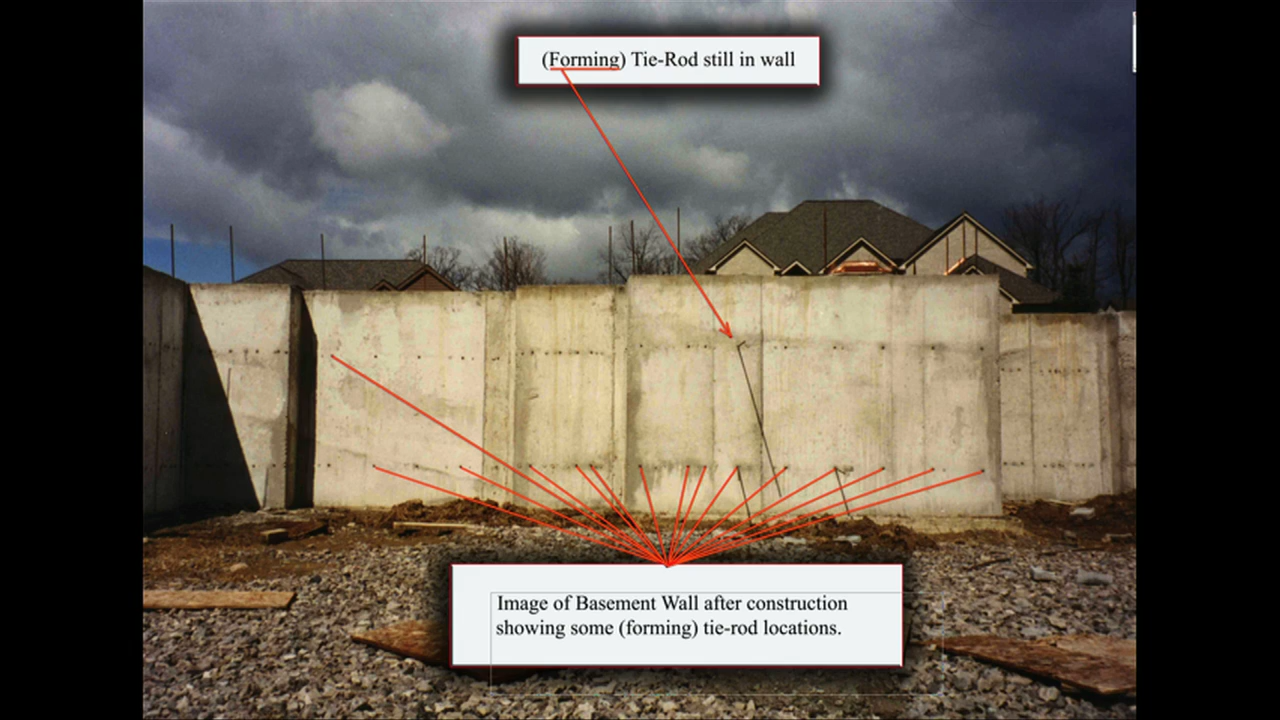 (Forming) Tie-Rod still in wall
Image of Basement Wall after construction
showing some (forming) tie-rod locations.